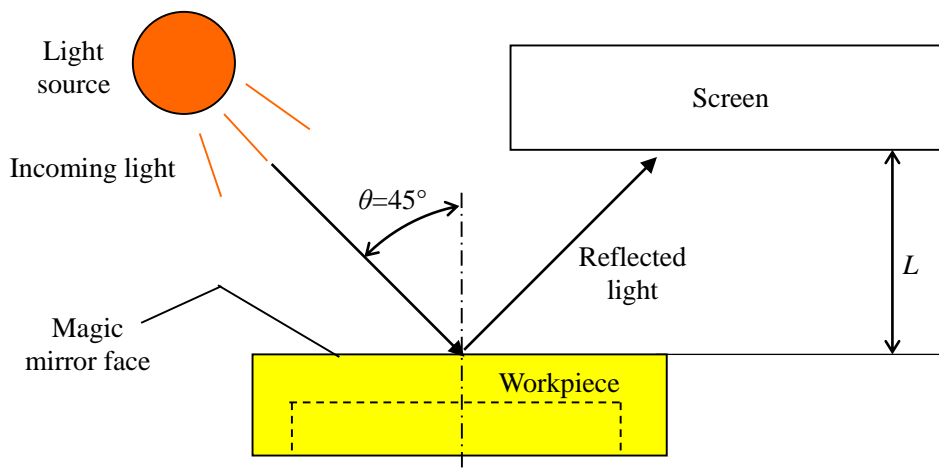 Light
source
Screen
Incoming light
θ=45°
Reflected
light
L
Magic
mirror face
Workpiece